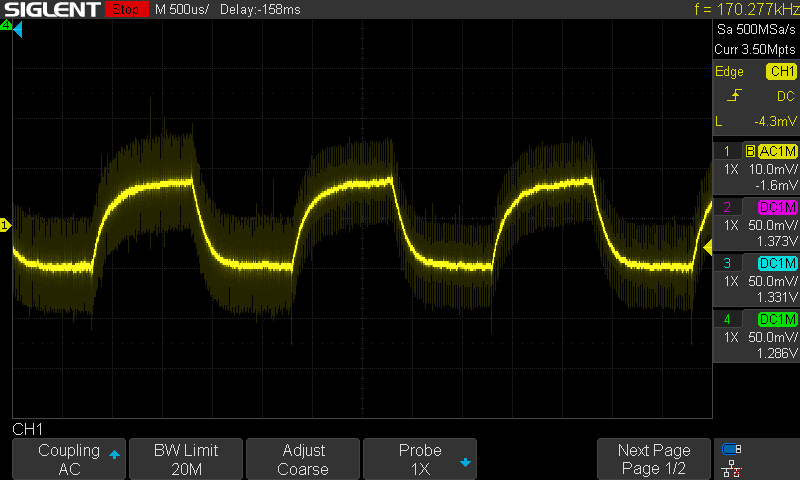 SIGLENT Stop M 500us/ Delay:-158ms f = 170.277kHz
Sa 500MSa/s
Curr 3.50Mpts
4
Edge CH1
DC
L -4.3mV
1 B AC1M
1X 10.0mV/
-1.6mV
2 DC1M
1X 50.0mV/
1.373V
1
3 DC1M
1X 50.0mV/
1.331V
4 DC1M
1X 50.0mV/
1.286V
CH1
Coupling
AC
BW Limit
20M
Adjust
Coarse
Probe
1X
Next Page
Page 1/2